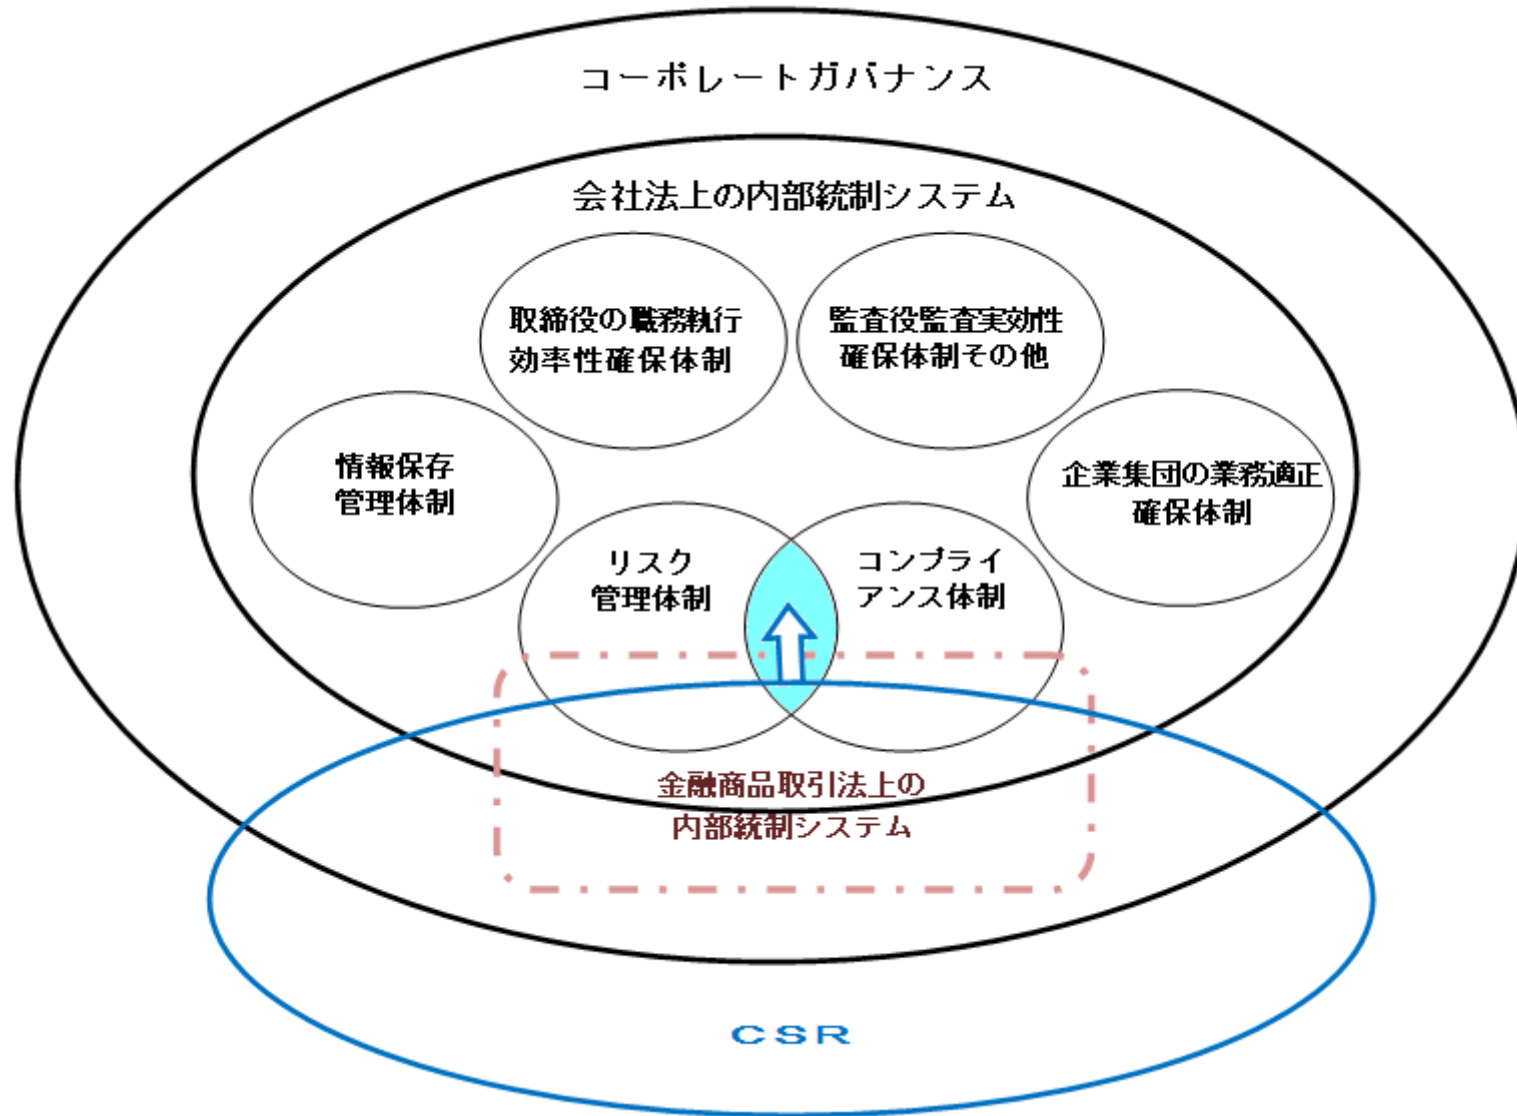 コーポレートガバナンス
会社法上の内部統制システム
取締役の職務執行
効率性確保体制
監査役監査実効性
確保体制その他
情報保存
管理体制
企業集団の業務適正
確保体制
リスク
管理体制
コンプライ
アンス体制
金融商品取引法上の
内部統制システム
CSR